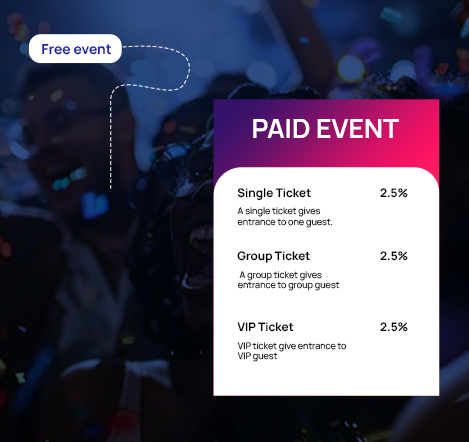 Free event
PAID EVENT
Single Ticket 2.5%
A single ticket gives
entrance to one guest.
Group Ticket 2.5%
A group ticket gives
entrance to group guest
VIP Ticket 2.5%
VIP ticket give entrance to
VIP guest